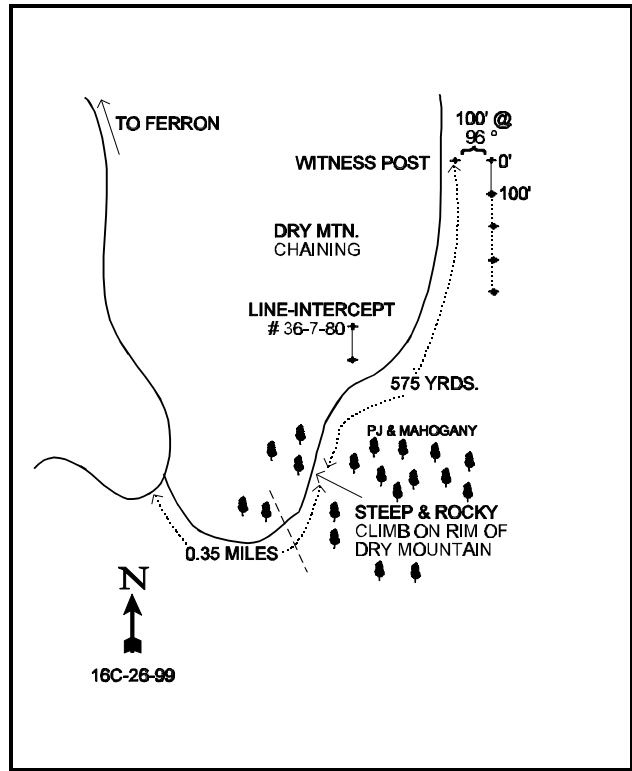 TO FERRON
100' @
96 °
WITNESS POST
0'
100'
DRY MTN.
CHAINING
LINE-INTERCEPT
# 36-7-80
575 YRDS.
PJ & MAHOGANY
STEEP & ROCKY
CLIMB ON RIM OF
DRY MOUNTAIN
0.35 MILES
N
16C-26-99